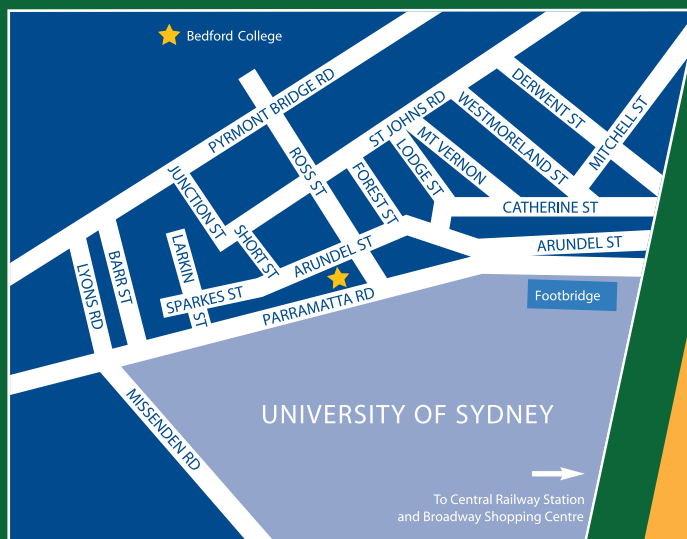 Bedford College
PYRMONT BRIDGE RD
ST JOHNS RD
DERWENT ST
WESTMORELAND ST
MITCHELL ST
MT VERNON
LODGE ST
ROSS ST
FOREST ST
JUNCTION ST
CATHERINE ST
SHORT ST
ARUNDEL ST
ARUNDEL ST
LARKIN ST
BARR ST
LYONS RD
SPARKES ST
PARRAMATTA RD
Footbridge
MISSENDEN RD
UNIVERSITY OF SYDNEY
To Central Railway Station
and Broadway Shopping Centre